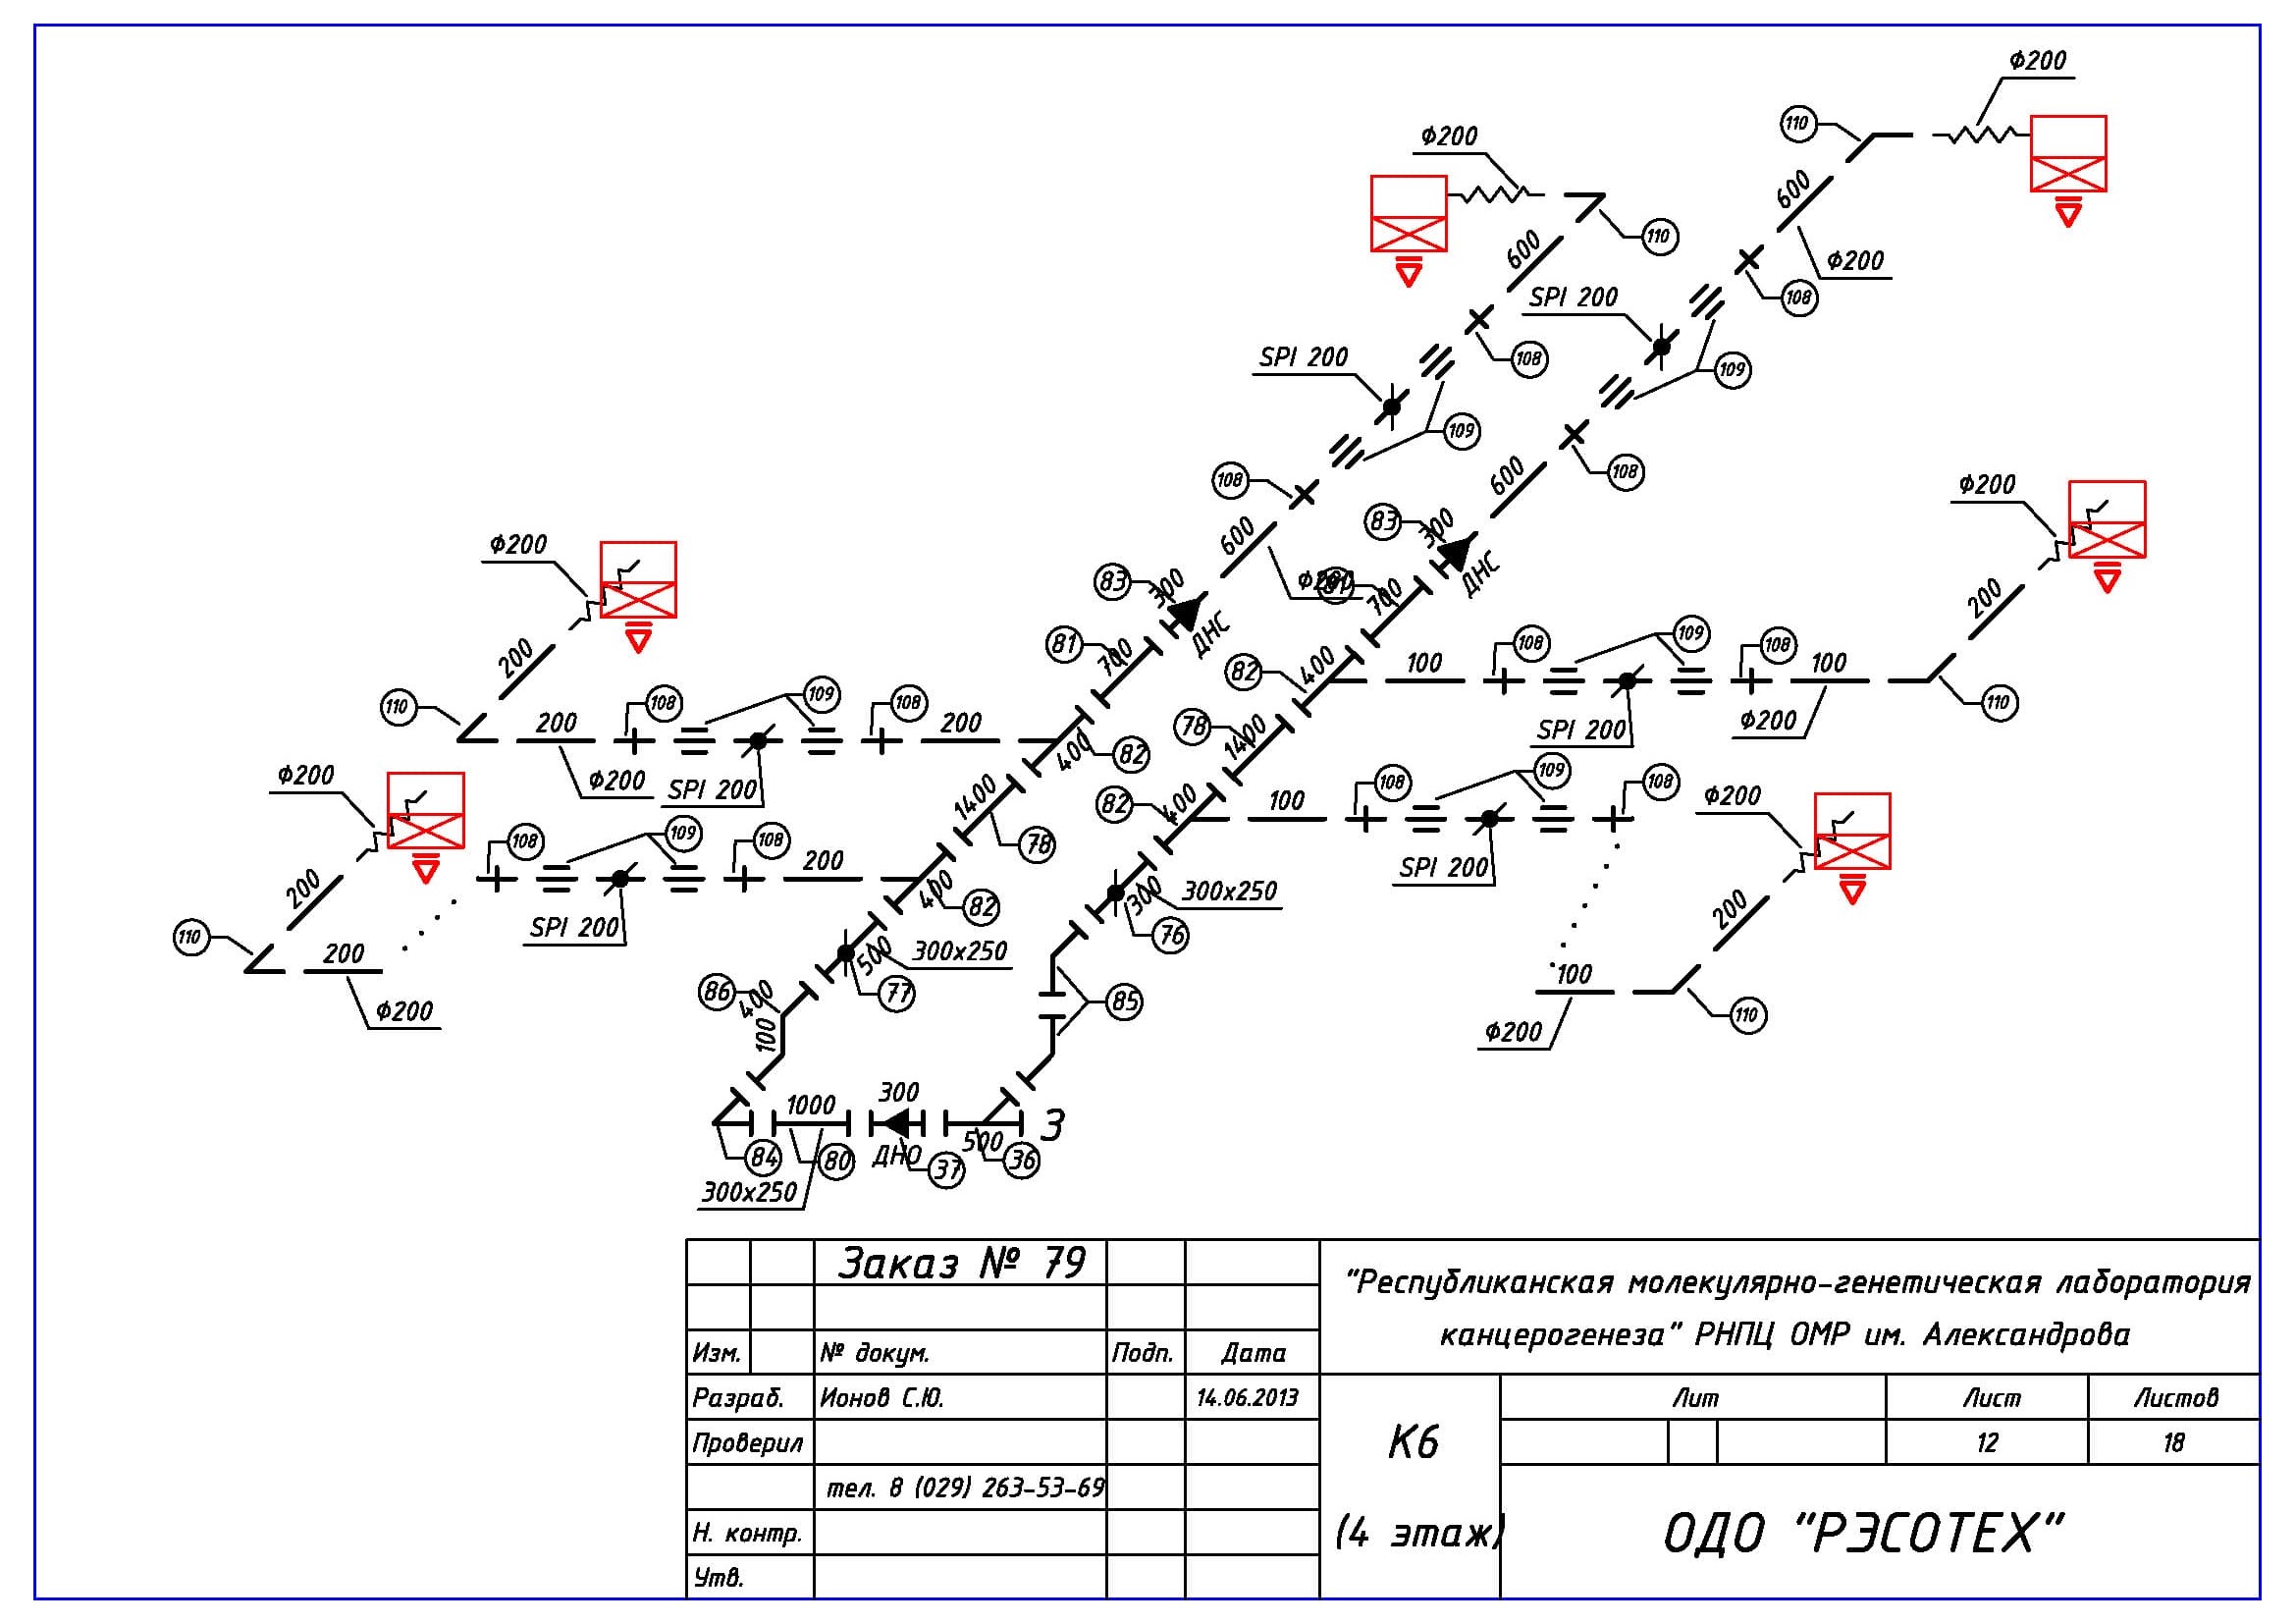 Ф200
110
Ф200
600
600
110
Ф200
SPI 200
108
SPI 200
108
109
109
108
108
600
Ф200
83
300
ДНС
Ф200
600
83
300
ДНС
Ф200
81
700
200
81
700
108
109
108
200
82
400
100
100
110
SPI 200
Ф200
110
108
109
108
200
200
78
1400
Ф200
SPI 200
400
82
108
109
108
Ф200
1400
82
400
100
Ф200
108
109
108
200
78
SPI 200
200
200
300
300х250
400
82
SPI 200
76
110
200
500
300х250
100
Ф200
86
400
77
85
Ф200
110
100
300
1000
З
500
84
80
ДНО
37
36
300х250
Заказ № 79
"Республиканская молекулярно-генетическая лаборатория
канцерогенеза" РНПЦ ОМР им. Александрова
Изм.
№ докум.
Подп.
Дата
Разраб.
Ионов С.Ю.
14.06.2013
Лит
Лист
Листов
Проверил
К6
12
18
тел. 8 (029) 263-53-69
Н. контр.
(4 этаж)
ОДО "РЭСОТЕХ"
Утв.